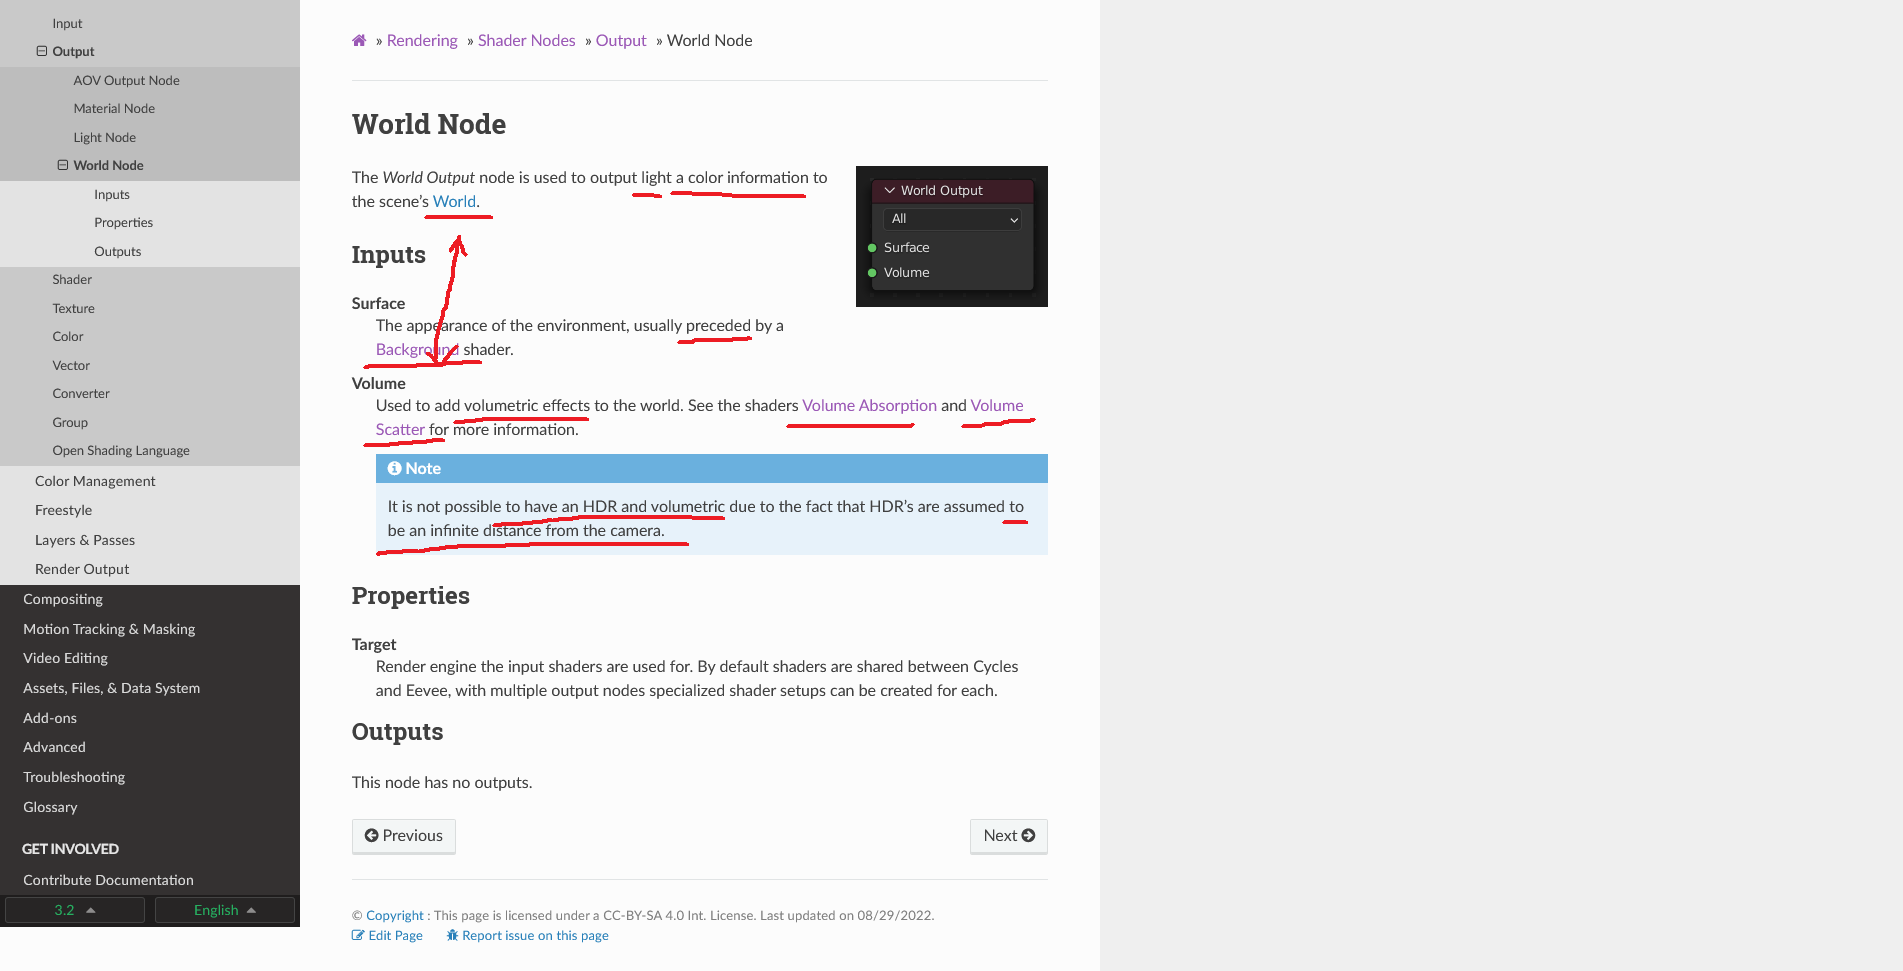 Input
Output
AOV Output Node
Material Node
Light Node
World Node
Inputs
Properties
Outputs
Shader
Texture
Color
Vector
Converter
Group
Open Shading Language
Color Management
Freestyle
Layers & Passes
Render Output
Compositing
Motion Tracking & Masking
Video Editing
Assets, Files, & Data System
Add-ons
Advanced
Troubleshooting
Glossary
GET INVOLVED
Contribute Documentation
3.2
English
» Rendering » Shader Nodes » Output » World Node
World Node
The World Output node is used to output light a color information to
the scene's World.
World Output
All
Surface
Volume
Inputs
Surface
The appearance of the environment, usually preceded by a
Background shader.
Volume
Used to add volumetric effects to the world. See the shaders Volume Absorption and Volume
Scatter for more information.
Note
It is not possible to have an HDR and volumetric due to the fact that HDR's are assumed to
be an infinite distance from the camera.
Properties
Target
Render engine the input shaders are used for. By default shaders are shared between Cycles
and Eevee, with multiple output nodes specialized shader setups can be created for each.
Outputs
This node has no outputs.
Previous
Next
© Copyright : This page is licensed under a CC-BY-SA 4.0 Int. License. Last updated on 08/29/2022.
Edit Page Report issue on this page